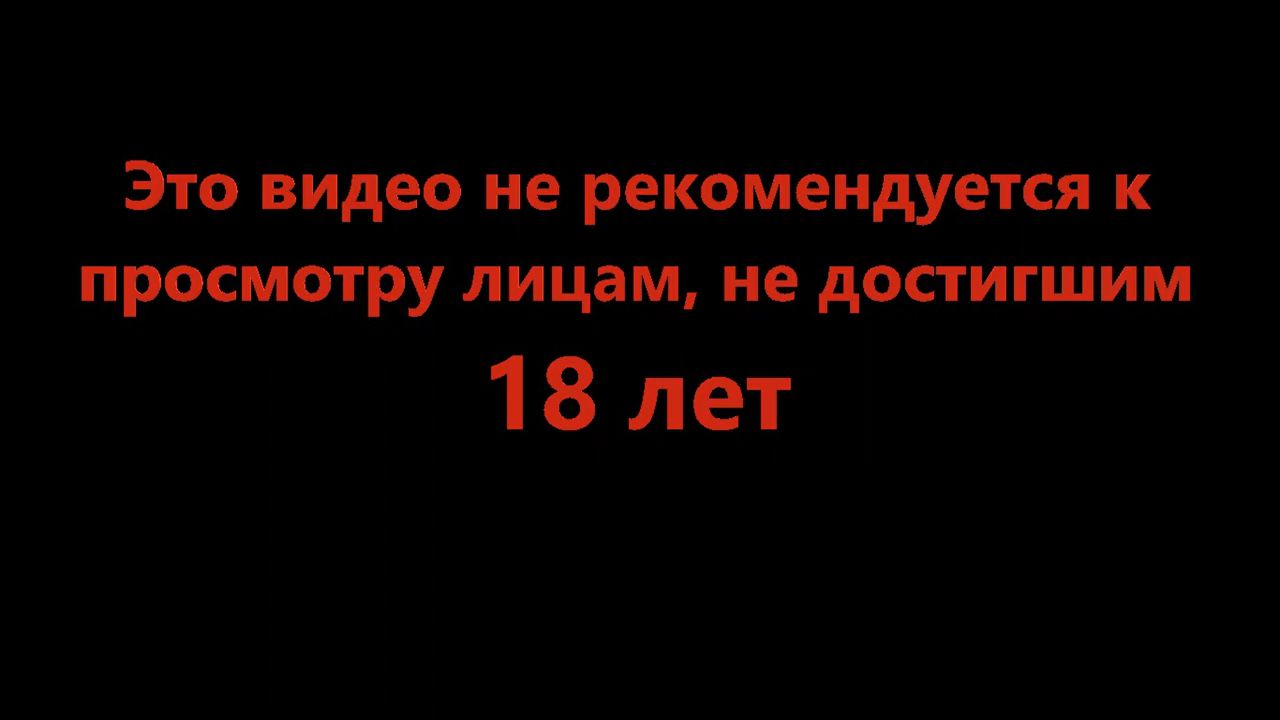 Это видео не рекомендуется к
просмотру лицам, не достигшим
18 лет